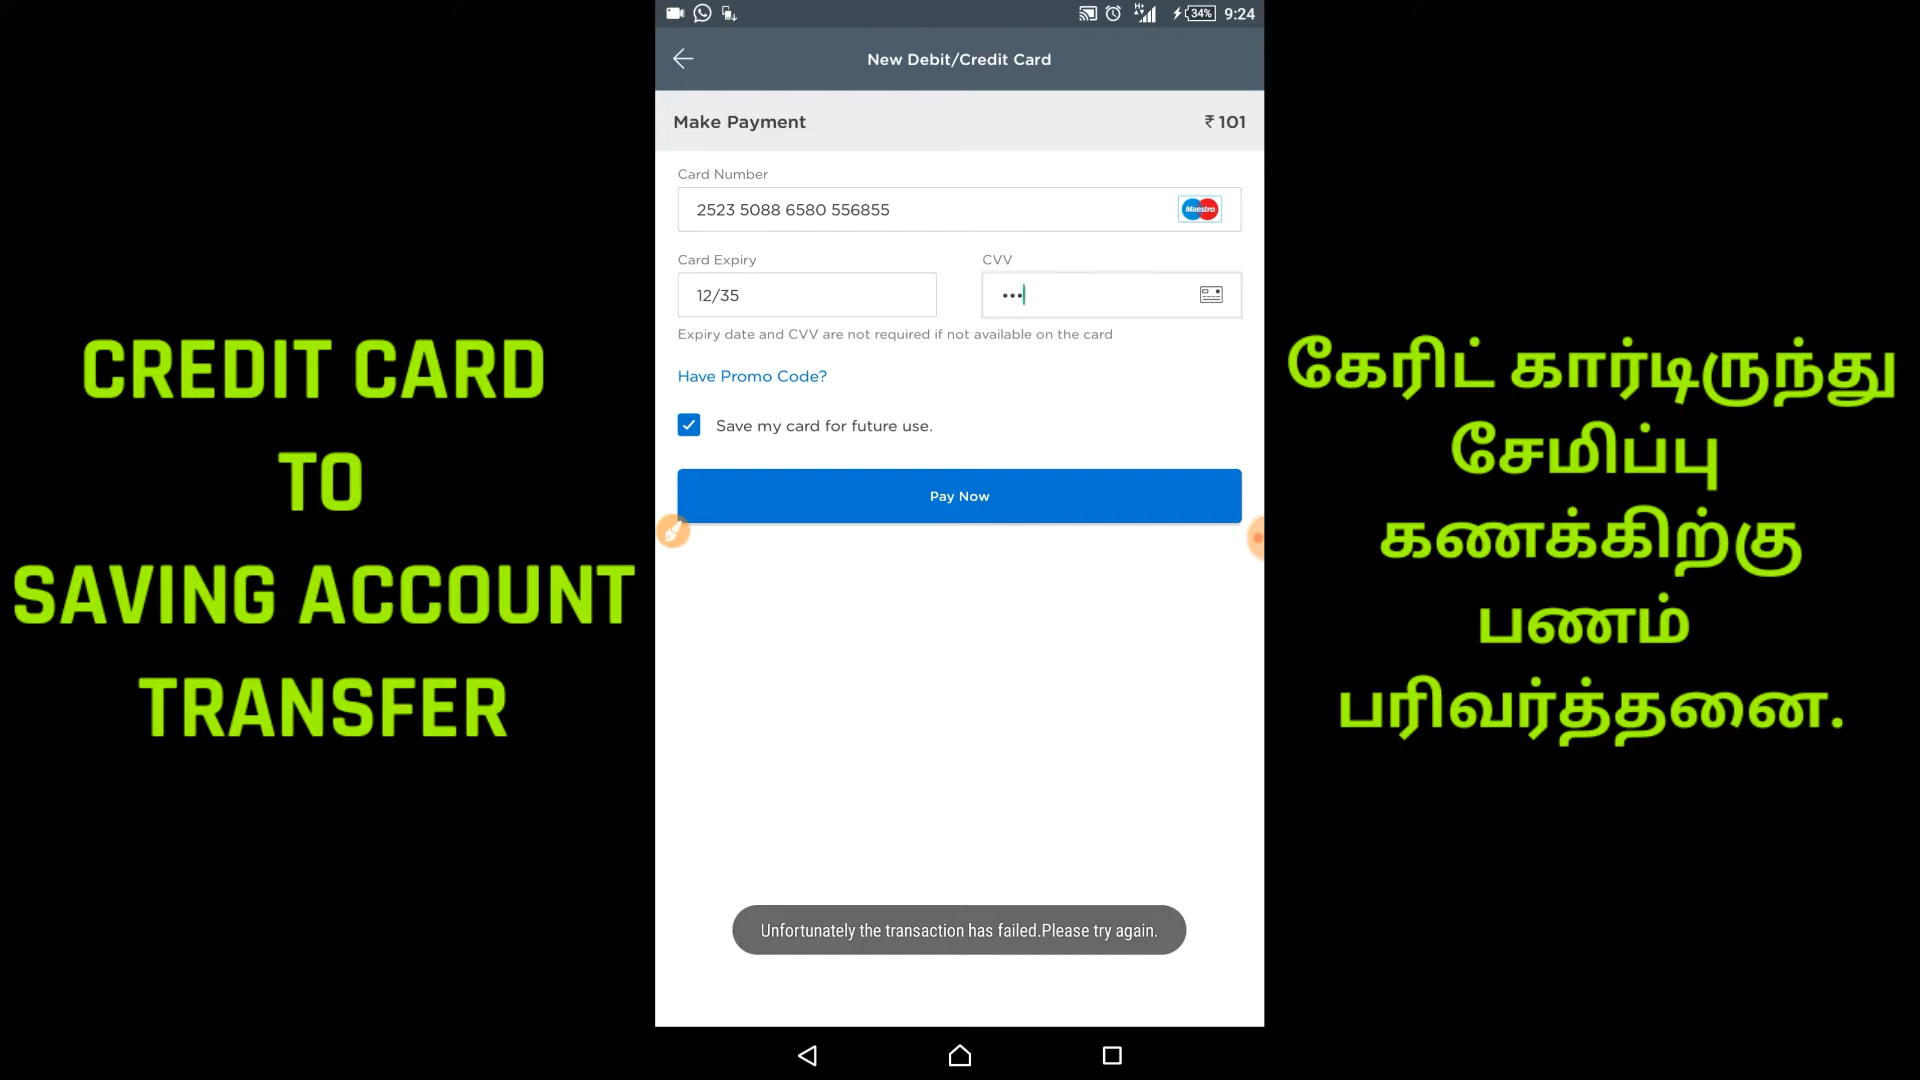 34% 9:24
New Debit/Credit Card
Make Payment ₹ 101
Card Number
2523 5088 6580 556855 Maestro
Card Expiry CVV
12/35 •••
Expiry date and CVV are not required if not available on the card
Have Promo Code?
Save my card for future use.
Pay Now
Unfortunately the transaction has failed.Please try again.
CREDIT CARD
TO
SAVING ACCOUNT
TRANSFER
கேரிட் கார்டிருந்து
சேமிப்பு
கணக்கிற்கு
பணம்
பரிவர்த்தனை.